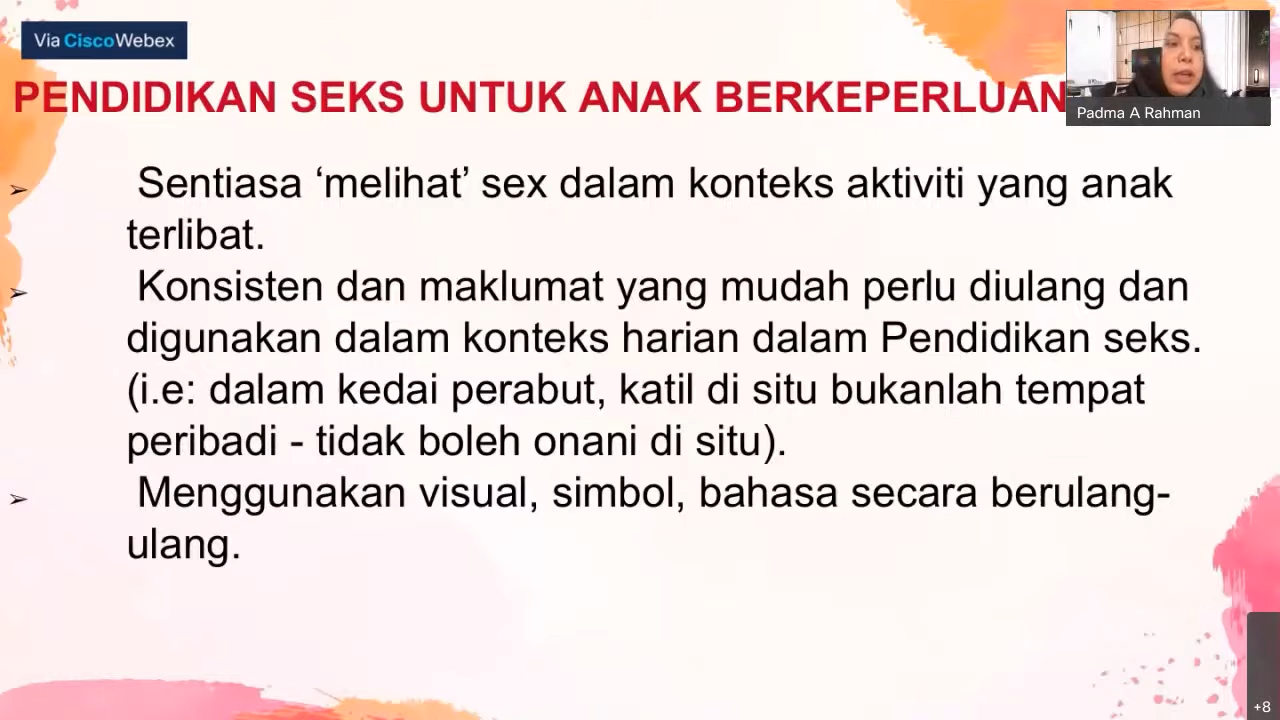 Via Cisco Webex
PENDIDIKAN SEKS UNTUK ANAK BERKEPERLUAN
Padma A Rahman
➢ Sentiasa ‘melihat’ sex dalam konteks aktiviti yang anak
terlibat.
➢ Konsisten dan maklumat yang mudah perlu diulang dan
digunakan dalam konteks harian dalam Pendidikan seks.
(i.e: dalam kedai perabut, katil di situ bukanlah tempat
peribadi - tidak boleh onani di situ).
➢ Menggunakan visual, simbol, bahasa secara berulang-
ulang.
+8